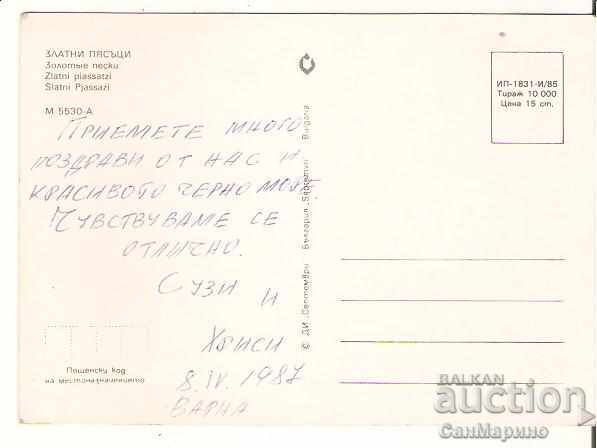 ЗЛАТНИ ПЯСЪЦИ
Золотые пески
Zlatni piassatzi
Slatni Pjassazi
М 5530-А
ПРИЕМЕТЕ МНОГО
ПОЗДРАВИ ОТ НАС И
КРАСИВОТО ЧЕРНО МОРЕ
ЧУВСТВУВАМЕ СЕ
ОТЛИЧНО.
СУЗИ И
ХРИСИ
8.IV.1987
ВАРНА
Пощенски код
на местоназначението
© ДИ „Септември" България „Septemvri" Bulgaria
ИП-1831-И/85
Тираж 10 000
Цена 15 ст.
BALKAN
auction
СанМарино